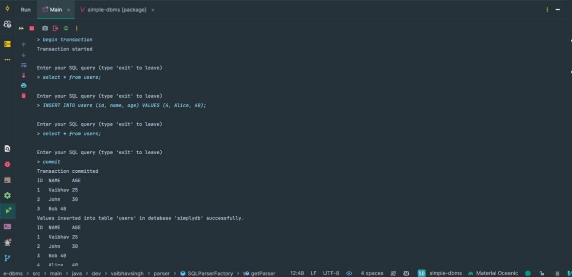 Run Main × simple-dbms [package] ×
> begin transaction
Transaction started
Enter your SQL query (type 'exit' to leave)
> select * from users;
Enter your SQL query (type 'exit' to leave)
> INSERT INTO users (id, name, age) VALUES (4, Alice, 40);
Enter your SQL query (type 'exit' to leave)
> select * from users;
Enter your SQL query (type 'exit' to leave)
> commit
Transaction committed
ID NAME AGE
1 Vaibhav 25
2 John 30
3 Bob 40
Values inserted into table 'users' in database 'simplydb' successfully.
ID NAME AGE
1 Vaibhav 25
2 John 30
3 Bob 40
4 Alice 40
e-dbms > src > main > java > dev > vaibhavsingh > parser > SQLParserFactory > getParser 12:49 LF UTF-8 4 spaces simple-dbms Material Oceanic